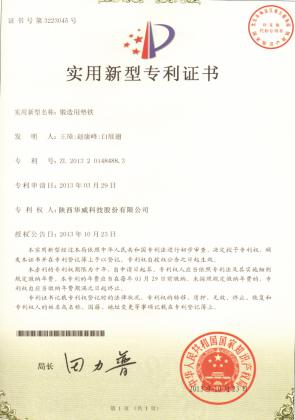 证书号第3223045号
实用新型专利证书
实用新型名称：锻造用垫铁
发 明 人：王璋;赵康峰;白顺翘
专 利 号：ZL 2013 2 0148488.3
专利申请日：2013年03月29日
专 利 权 人：陕西华威科技股份有限公司
授权公告日：2013年10月23日
本实用新型经过本局依照中华人民共和国专利法进行初步审查，决定授予专利权，颁
发本证书并在专利登记簿上予以登记。专利权自授权公告之日起生效。
本专利的专利权期限为十年，自申请日起算。专利权人应当依照专利法及其实施细则
规定缴纳年费。本专利的年费应当在每年03月29日前缴纳。未按照规定缴纳年费的，专利
权自应当缴纳年费期满之日起终止。
专利证书记载专利权登记时的法律状况。专利权的转移、质押、无效、终止、恢复和
专利权人的姓名或名称、国籍、地址变更等事项记载在专利登记簿上。
局长 田力普
中华人民共和国国家知识产权局
2013年10月23日
第1页（共1页）